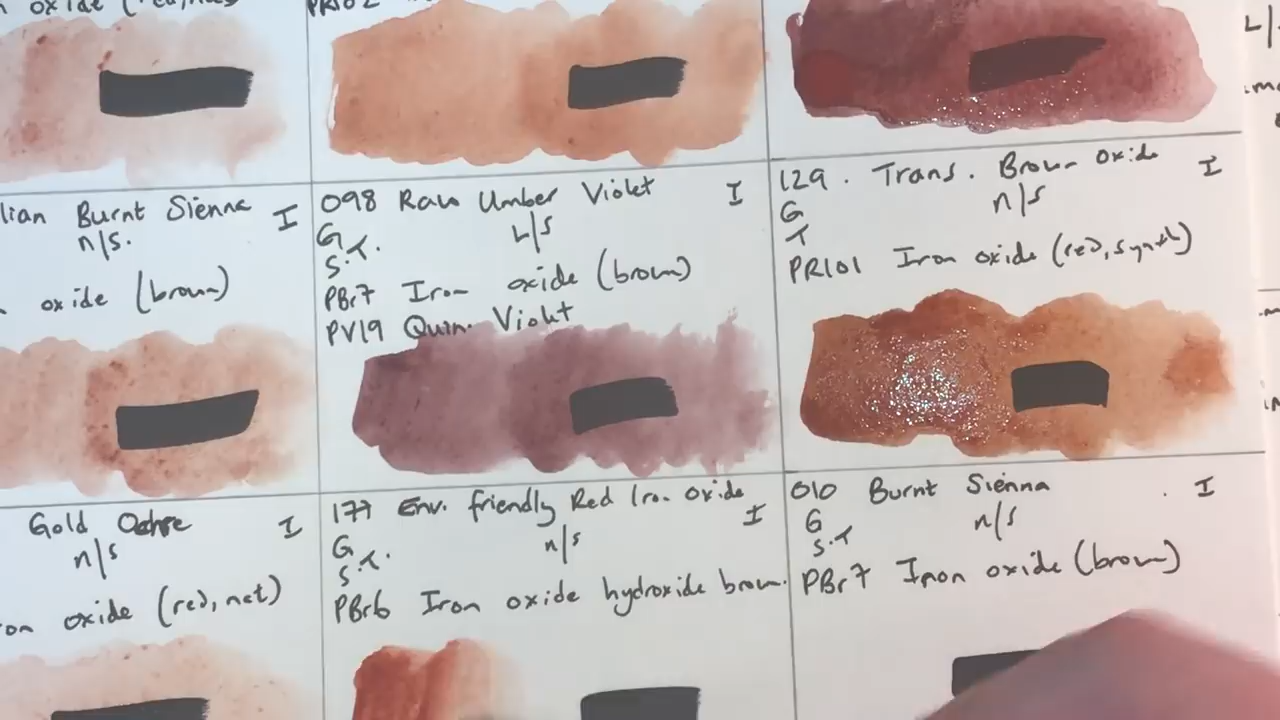 oxide
PR102
lian Burnt Sienna I
n/s.
oxide (brown)
098 Raw Umber Violet I
G L/S
S.T.
PBr7 Iron oxide (brown)
PV19 Quin. Violet
129. Trans. Brown Oxide I
G n/s
T
PR101 Iron oxide (red, synth)
Gold Ochre I
n/s
on oxide (red, nat)
177 Env. friendly Red Iron Oxide
G n/s I
S.T.
PBr6 Iron oxide hydroxide brown.
010 Burnt Sienna I
G n/s
S.T
PBr7 Iron oxide (brown)
L/